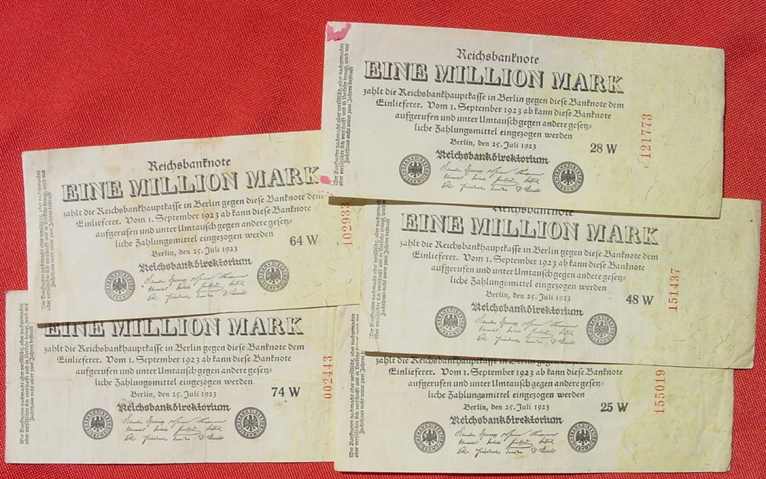 Reichsbanknote
EINE MILLION MARK
zahlt die Reichsbankhauptkasse in Berlin gegen diese Banknote dem
Einlieferer. Vom 1. September 1923 ab kann diese Banknote
aufgerufen und unter Umtausch gegen andere gesetz-
liche Zahlungsmittel eingezogen werden
Berlin, den 25. Juli 1923
28 W
Reichsbankdirektorium
121773
Reichsbanknote
EINE MILLION MARK
zahlt die Reichsbankhauptkasse in Berlin gegen diese Banknote dem
Einlieferer. Vom 1. September 1923 ab kann diese Banknote
aufgerufen und unter Umtausch gegen andere gesetz-
liche Zahlungsmittel eingezogen werden
Berlin, den 25. Juli 1923
64 W
Reichsbankdirektorium
Reichsbanknote
EINE MILLION MARK
zahlt die Reichsbankhauptkasse in Berlin gegen diese Banknote dem
Einlieferer. Vom 1. September 1923 ab kann diese Banknote
aufgerufen und unter Umtausch gegen andere gesetz-
liche Zahlungsmittel eingezogen werden
Berlin, den 25. Juli 1923
48 W
Reichsbankdirektorium
151437
EINE MILLION MARK
zahlt die Reichsbankhauptkasse in Berlin gegen diese Banknote dem
Einlieferer. Vom 1. September 1923 ab kann diese Banknote
aufgerufen und unter Umtausch gegen andere gesetz-
liche Zahlungsmittel eingezogen werden
Berlin, den 25. Juli 1923
74 W
Reichsbankdirektorium
002443
zahlt die Reichsbankhauptkasse in Berlin gegen diese Banknote dem
Einlieferer. Vom 1. September 1923 ab kann diese Banknote
aufgerufen und unter Umtausch gegen andere gesetz-
liche Zahlungsmittel eingezogen werden
Berlin, den 25. Juli 1923
25 W
Reichsbankdirektorium
155019